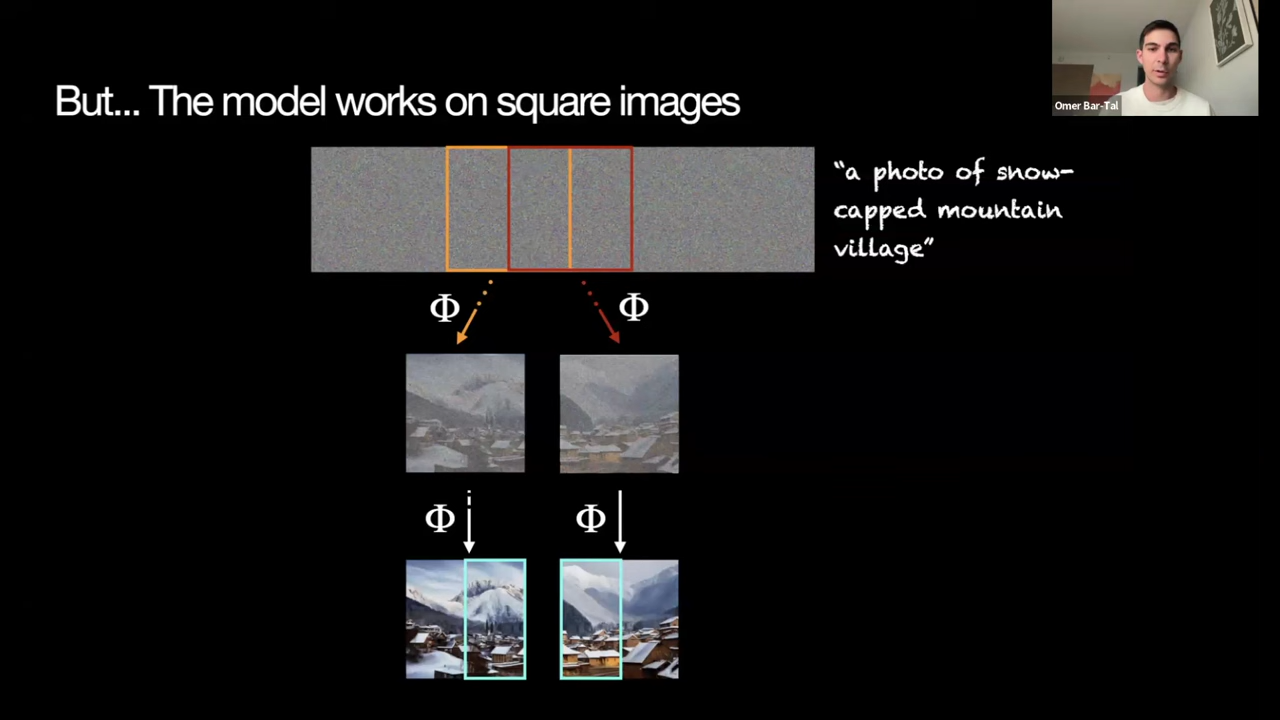 But... The model works on square images
Omer Bar-Tal
“a photo of snow-
capped mountain
village”
Φ
Φ
Φ
Φ